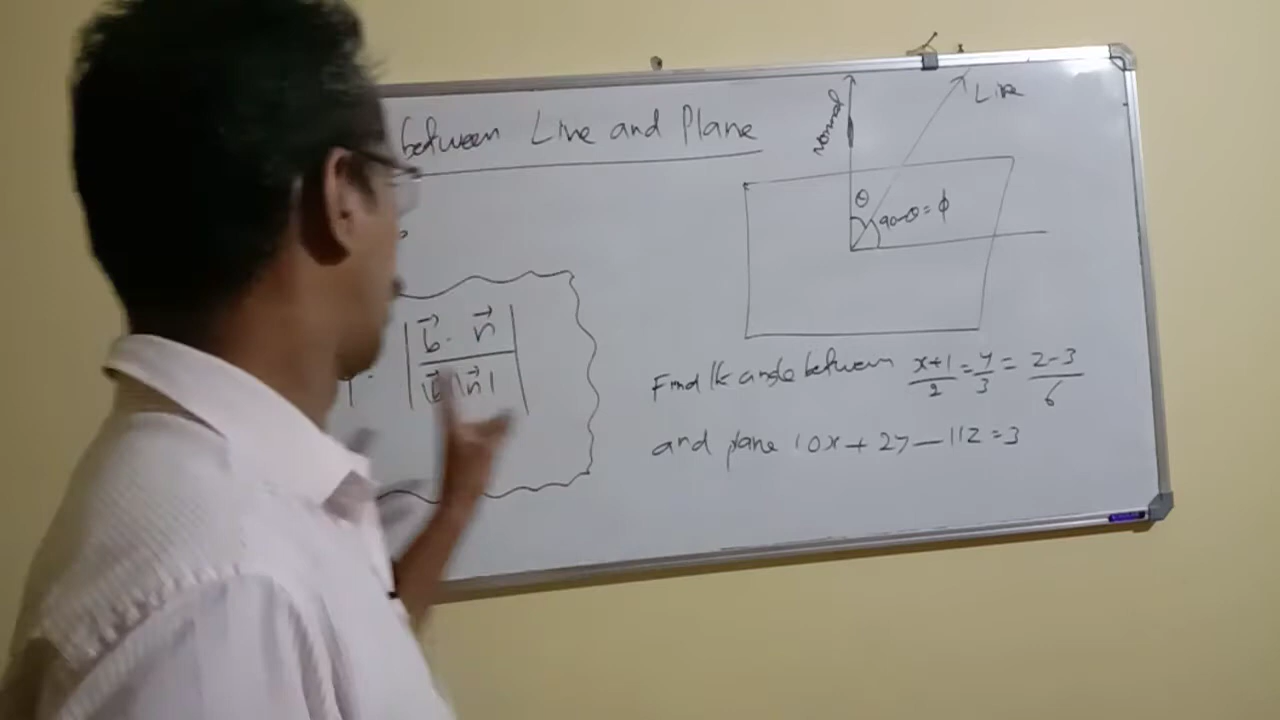 between Line and Plane
Normal
Line
θ
90-θ=ϕ
| b⃗ . n⃗ / |b⃗| |n⃗| |
Find the angle between x+1/2 = y/3 = z-3/6
and plane 10x + 2y - 11z = 3